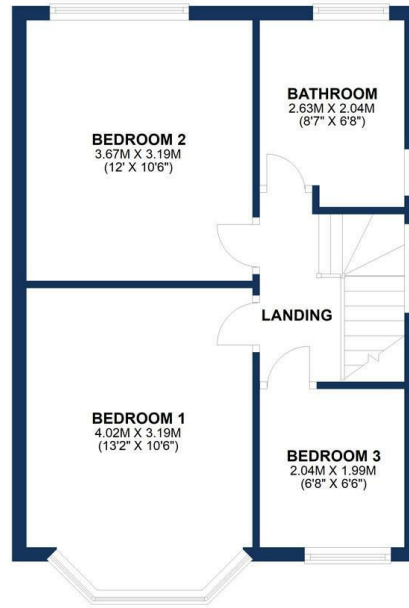 BATHROOM
2.63M X 2.04M
(8'7" X 6'8")
BEDROOM 2
3.67M X 3.19M
(12' X 10'6")
LANDING
BEDROOM 1
4.02M X 3.19M
(13'2" X 10'6")
BEDROOM 3
2.04M X 1.99M
(6'8" X 6'6")